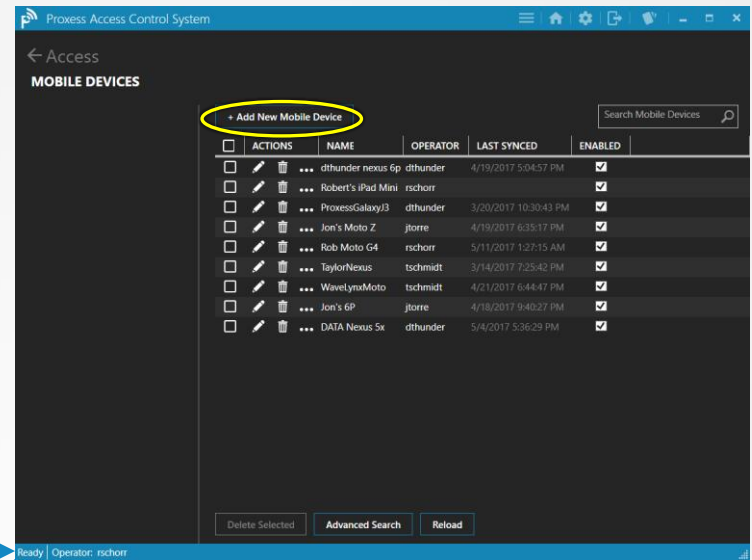 Proxess Access Control System
Access
MOBILE DEVICES
+ Add New Mobile Device
Search Mobile Devices
ACTIONS NAME OPERATOR LAST SYNCED ENABLED
... dthunder nexus 6p dthunder 4/19/2017 5:04:57 PM
... Robert's iPad Mini rschorr
... ProxessGalaxyJ3 dthunder 3/20/2017 10:30:43 PM
... Jon's Moto Z jtorre 4/19/2017 6:35:17 PM
... Rob Moto G4 rschorr 5/11/2017 1:27:15 AM
... TaylorNexus tschmidt 3/14/2017 7:25:42 PM
... WaveLynxMoto tschmidt 4/21/2017 6:44:47 PM
... Jon's 6P jtorre 4/18/2017 9:40:27 PM
... DATA Nexus 5x dthunder 5/4/2017 5:36:29 PM
Delete Selected Advanced Search Reload
Ready Operator: rschorr